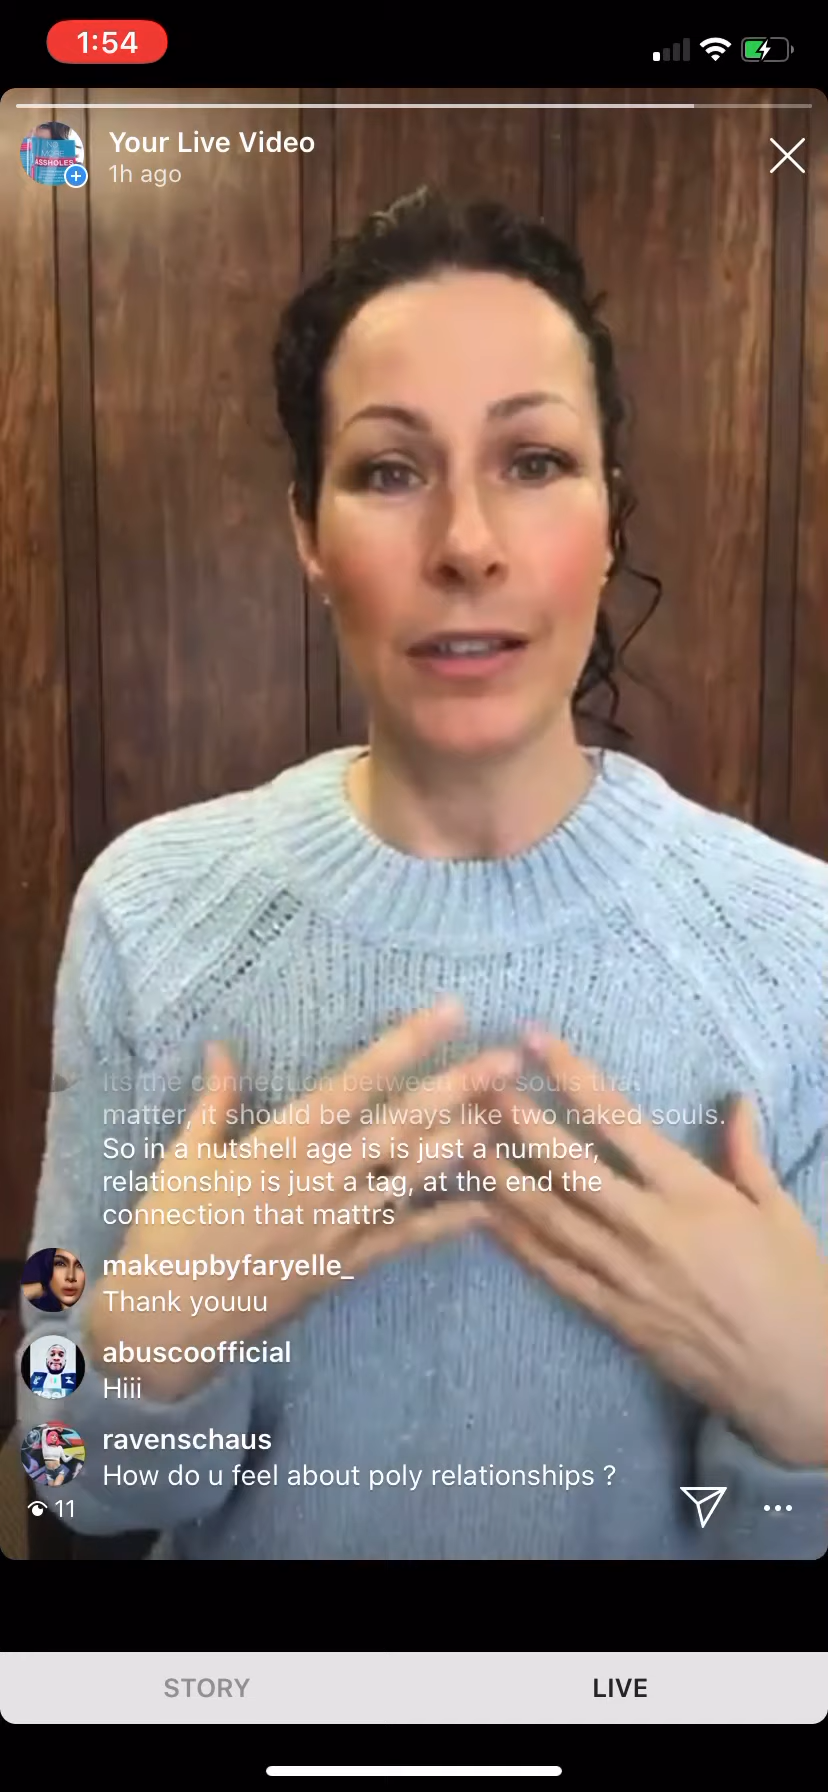 1:54
Your Live Video
1h ago
NO
MORE
ASSHOLES
Its the connection between two souls that
matter, it should be allways like two naked souls.
So in a nutshell age is is just a number,
relationship is just a tag, at the end the
connection that mattrs
makeupbyfaryelle_
Thank youuu
abuscoofficial
Hiii
ravenschaus
How do u feel about poly relationships ?
11
STORY
LIVE